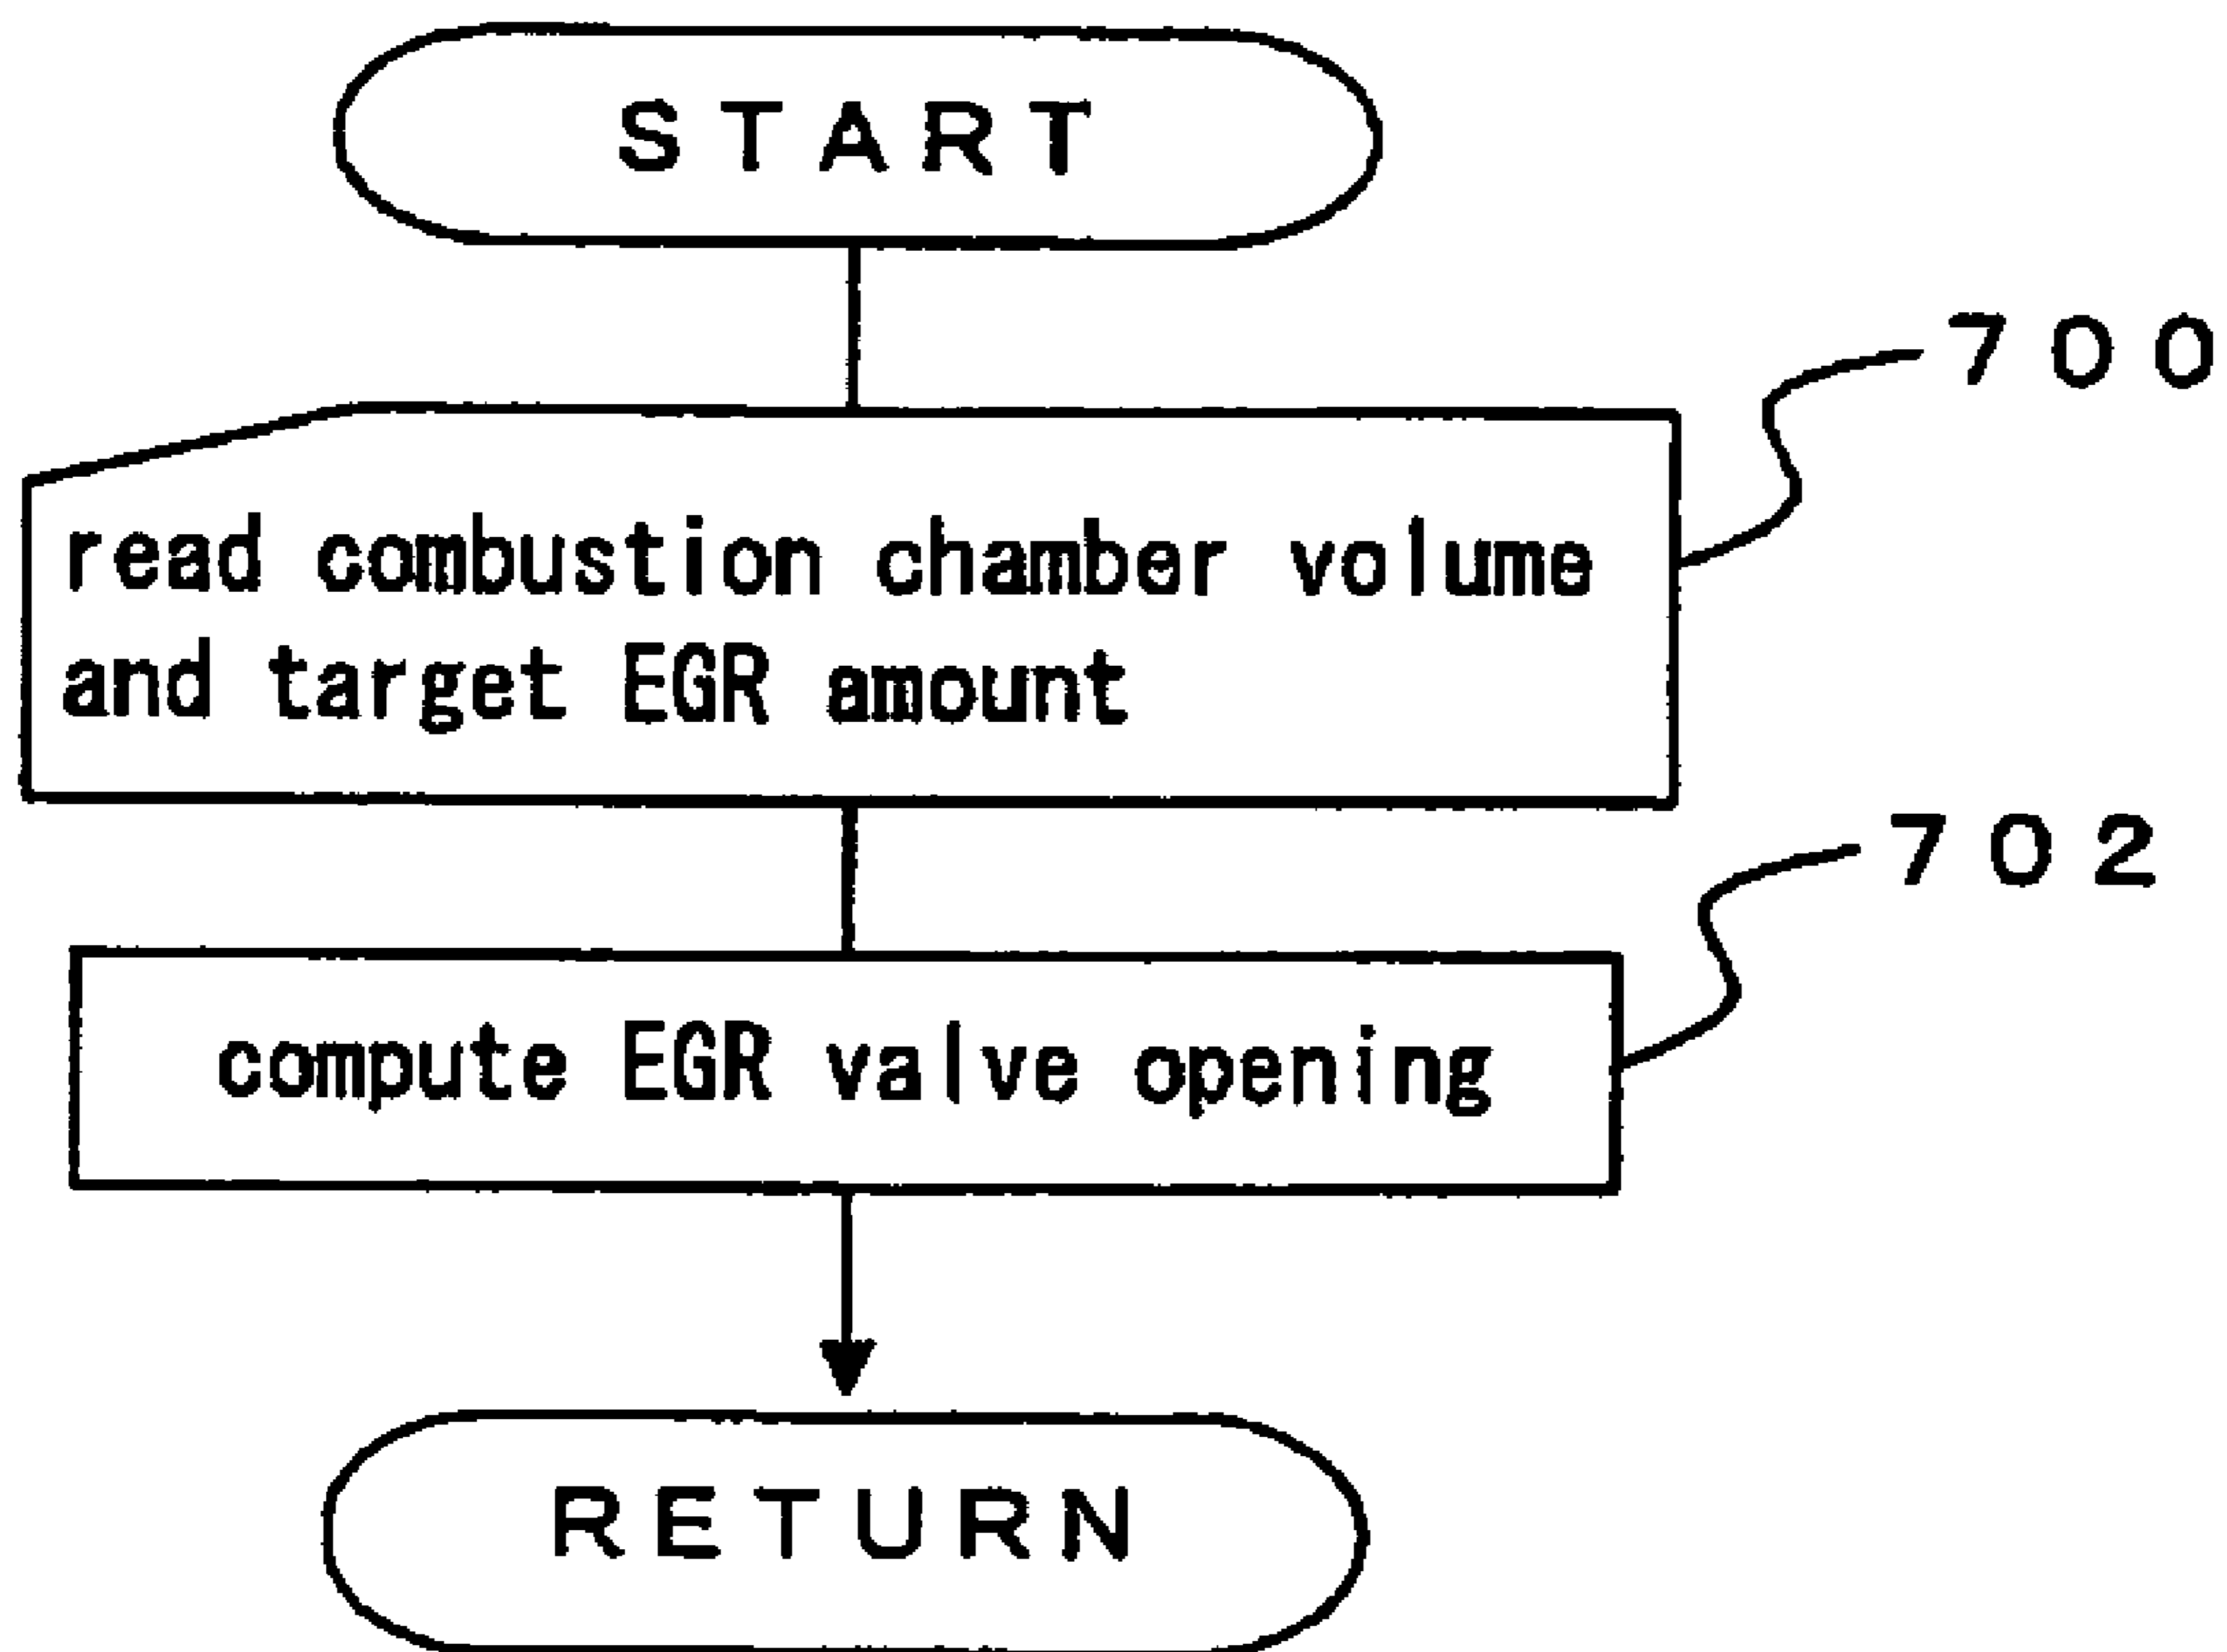 START
700
read combustion chamber volume
and target EGR amount
702
compute EGR valve opening
RETURN